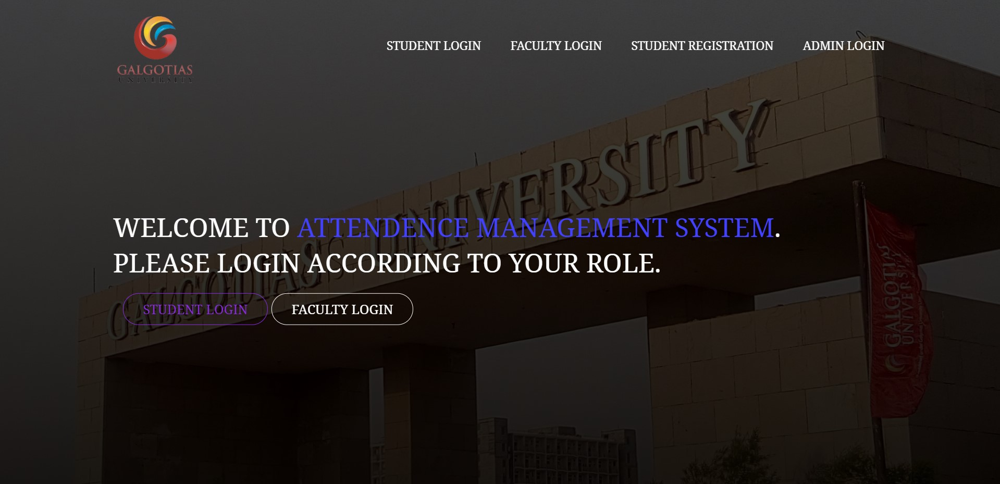 GALGOTIAS
UNIVERSITY
STUDENT LOGIN
FACULTY LOGIN
STUDENT REGISTRATION
ADMIN LOGIN
GALGOTIAS UNIVERSITY
WELCOME TO ATTENDENCE MANAGEMENT SYSTEM.
PLEASE LOGIN ACCORDING TO YOUR ROLE.
STUDENT LOGIN
FACULTY LOGIN
GALGOTIAS
UNIVERSITY